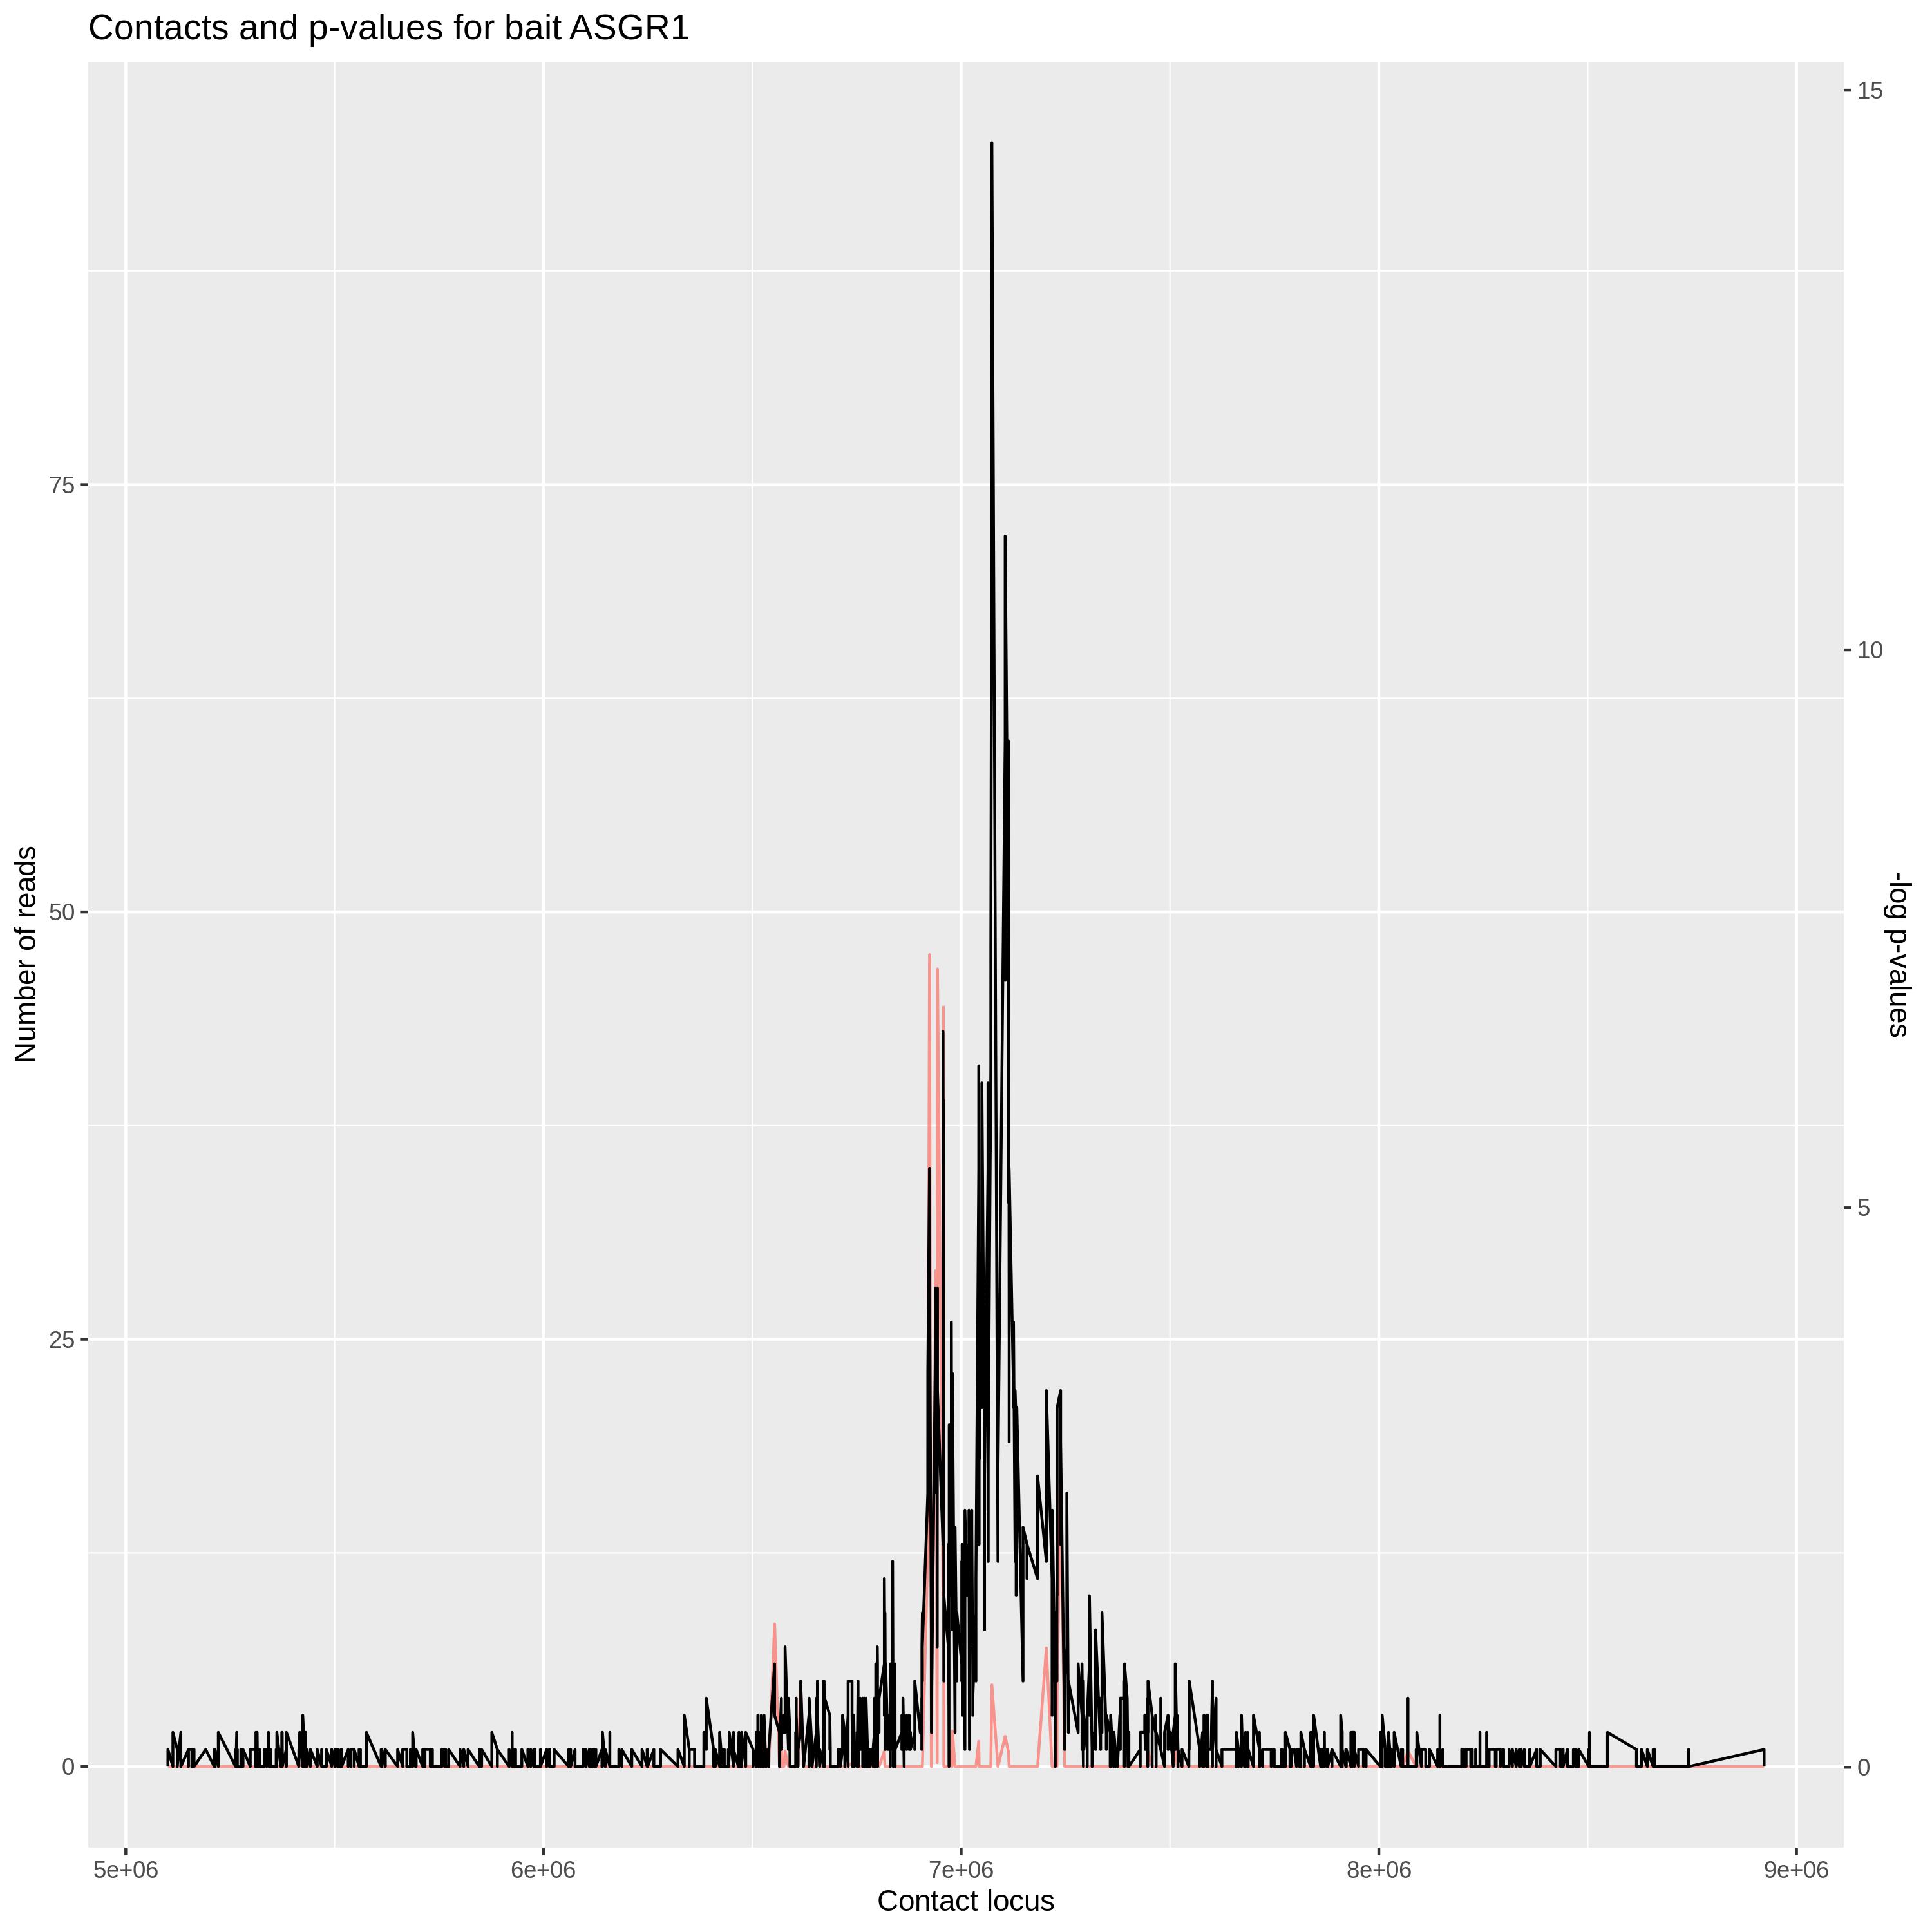 Contacts and p-values for bait ASGR1
15
75
10
50
Number of reads
-log p-values
5
25
0
0
5e+06
6e+06
7e+06
8e+06
9e+06
Contact locus